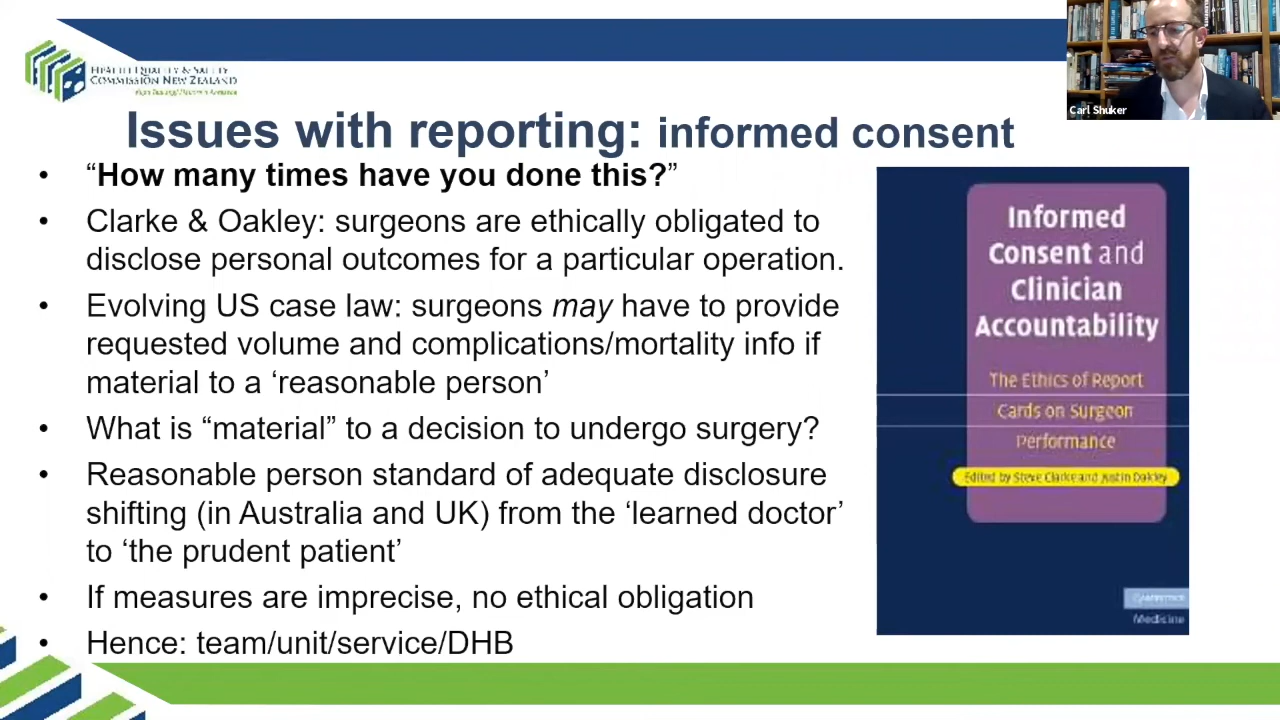 HEALTH QUALITY & SAFETY
COMMISSION NEW ZEALAND
Carl Shuker
Issues with reporting: informed consent
• “How many times have you done this?”
• Clarke & Oakley: surgeons are ethically obligated to
disclose personal outcomes for a particular operation.
• Evolving US case law: surgeons may have to provide
requested volume and complications/mortality info if
material to a ‘reasonable person’
• What is “material” to a decision to undergo surgery?
• Reasonable person standard of adequate disclosure
shifting (in Australia and UK) from the ‘learned doctor’
to ‘the prudent patient’
• If measures are imprecise, no ethical obligation
• Hence: team/unit/service/DHB
Informed
Consent and
Clinician
Accountability
The Ethics of Report
Cards on Surgeon
Performance
Edited by Steve Clarke and Justin Oakley
CAMBRIDGE
Medicine